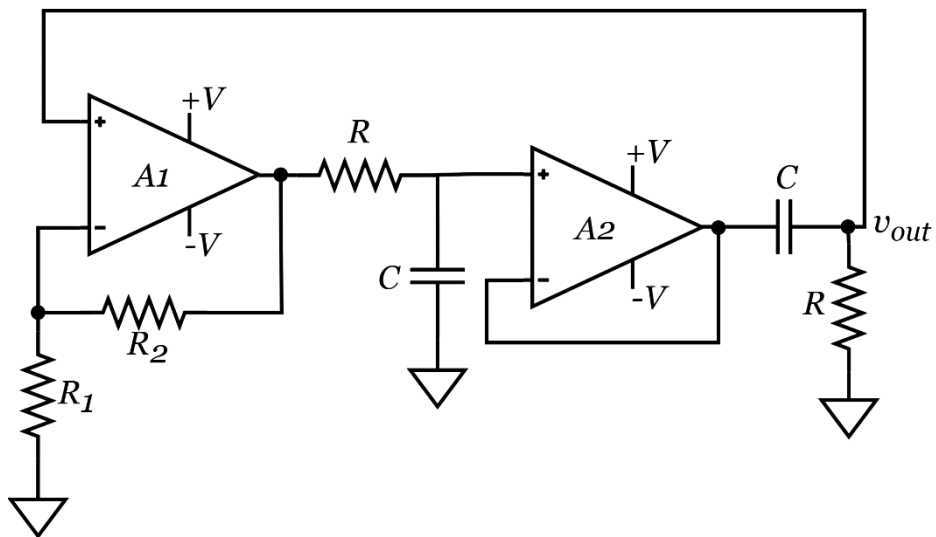 +V
A1
-V
R
+V
A2
-V
C
v_out
C
R
R_2
R_1
+
-
+
-